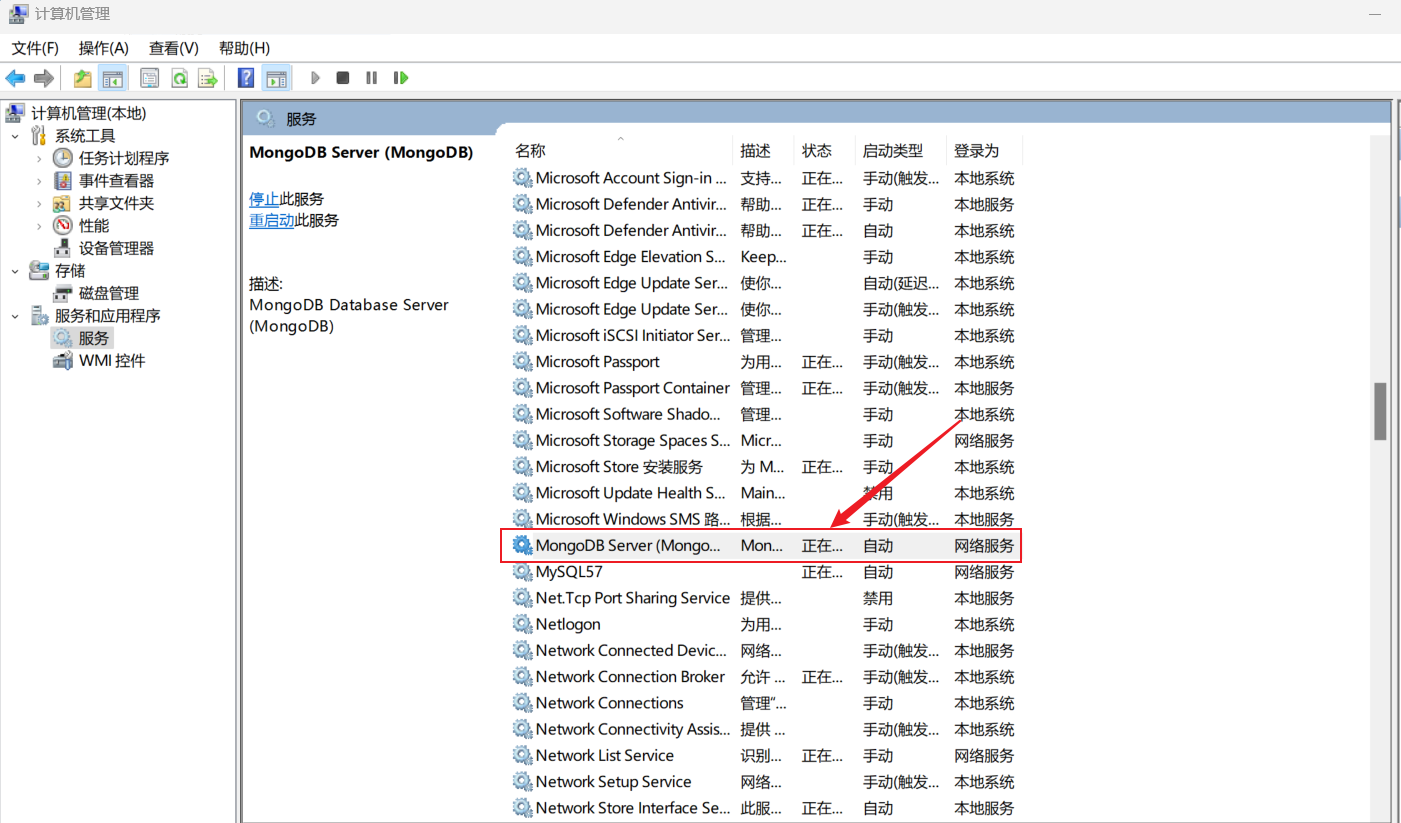 计算机管理
文件(F) 操作(A) 查看(V) 帮助(H)
计算机管理(本地)
系统工具
任务计划程序
事件查看器
共享文件夹
性能
设备管理器
存储
磁盘管理
服务和应用程序
服务
WMI 控件
服务
MongoDB Server (MongoDB)
停止此服务
重启动此服务
描述:
MongoDB Database Server
(MongoDB)
名称 描述 状态 启动类型 登录为
Microsoft Account Sign-in ... 支持... 正在... 手动(触发... 本地系统
Microsoft Defender Antivir... 帮助... 正在... 手动 本地服务
Microsoft Defender Antivir... 帮助... 正在... 自动 本地系统
Microsoft Edge Elevation S... Keep... 手动 本地系统
Microsoft Edge Update Ser... 使你... 自动(延迟... 本地系统
Microsoft Edge Update Ser... 使你... 手动(触发... 本地系统
Microsoft iSCSI Initiator Ser... 管理... 手动 本地系统
Microsoft Passport 为用... 正在... 手动(触发... 本地系统
Microsoft Passport Container 管理... 正在... 手动(触发... 本地服务
Microsoft Software Shado... 管理... 手动 本地系统
Microsoft Storage Spaces S... Micr... 手动 网络服务
Microsoft Store 安装服务 为 M... 正在... 手动 本地系统
Microsoft Update Health S... Main... 禁用 本地系统
Microsoft Windows SMS 路... 根据... 手动(触发... 本地服务
MongoDB Server (Mongo... Mon... 正在... 自动 网络服务
MySQL57 正在... 自动 网络服务
Net.Tcp Port Sharing Service 提供... 禁用 本地服务
Netlogon 为用... 手动 本地系统
Network Connected Devic... 网络... 手动(触发... 本地服务
Network Connection Broker 允许 ... 正在... 手动(触发... 本地系统
Network Connections 管理“... 手动 本地系统
Network Connectivity Assis... 提供 ... 手动(触发... 本地系统
Network List Service 识别... 正在... 手动 网络服务
Network Setup Service 网络... 手动(触发... 本地系统
Network Store Interface Se... 此服... 正在... 自动 本地服务